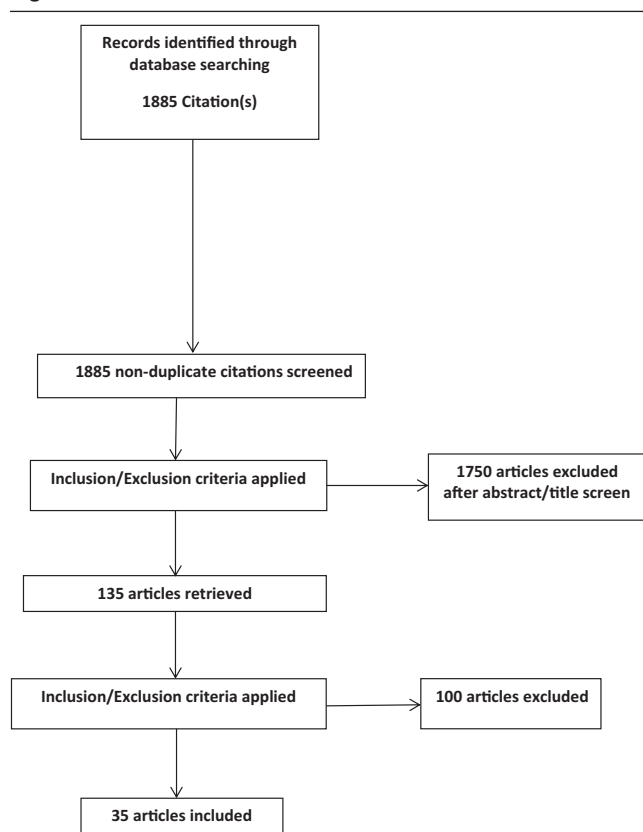 Records identified through
database searching
1885 Citation(s)
1885 non-duplicate citations screened
Inclusion/Exclusion criteria applied
1750 articles excluded
after abstract/title screen
135 articles retrieved
Inclusion/Exclusion criteria applied
100 articles excluded
35 articles included